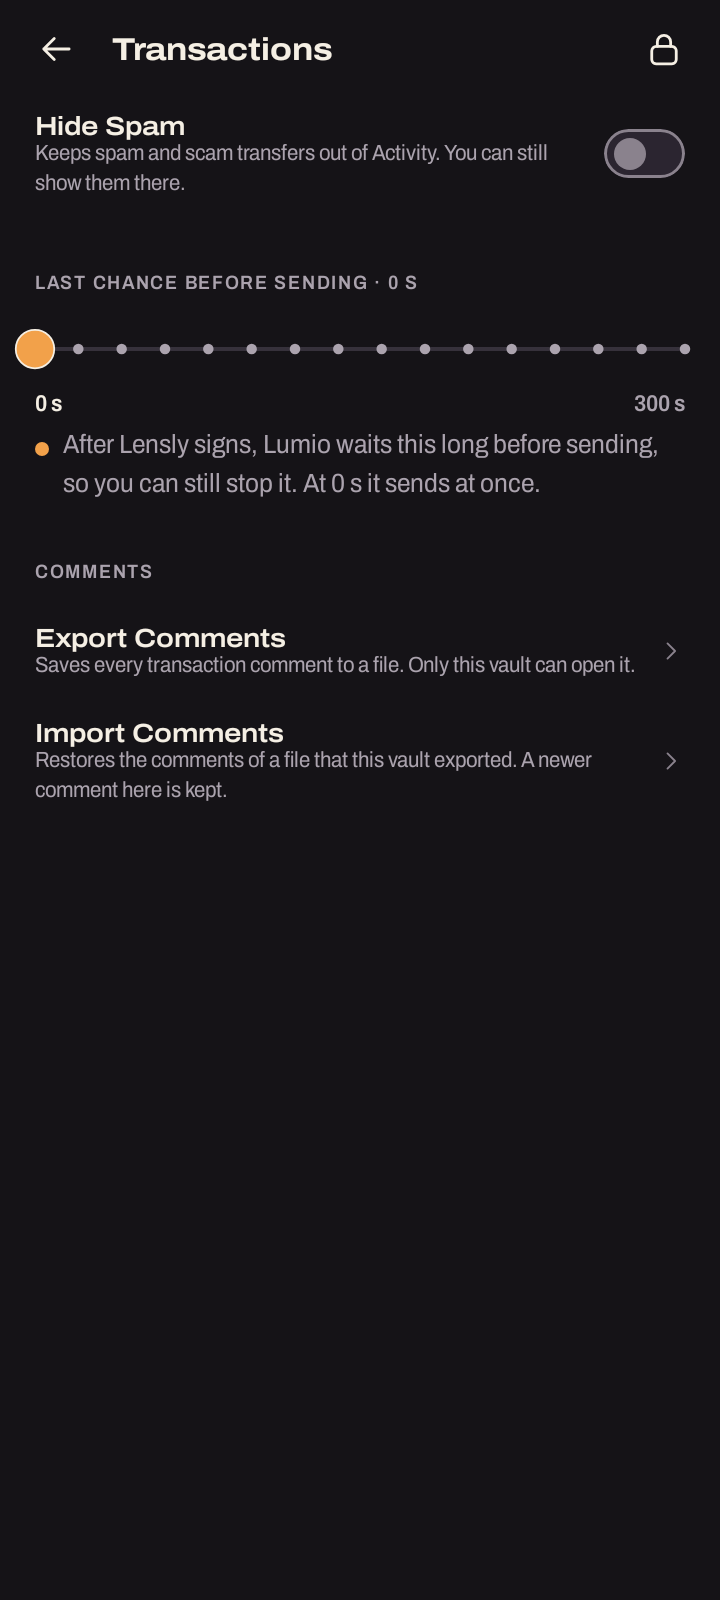 Transactions
Hide Spam
Keeps spam and scam transfers out of Activity. You can still
show them there.
LAST CHANCE BEFORE SENDING · 0 S
0 s
300 s
After Lensly signs, Lumio waits this long before sending,
so you can still stop it. At 0 s it sends at once.
COMMENTS
Export Comments
Saves every transaction comment to a file. Only this vault can open it.
Import Comments
Restores the comments of a file that this vault exported. A newer
comment here is kept.